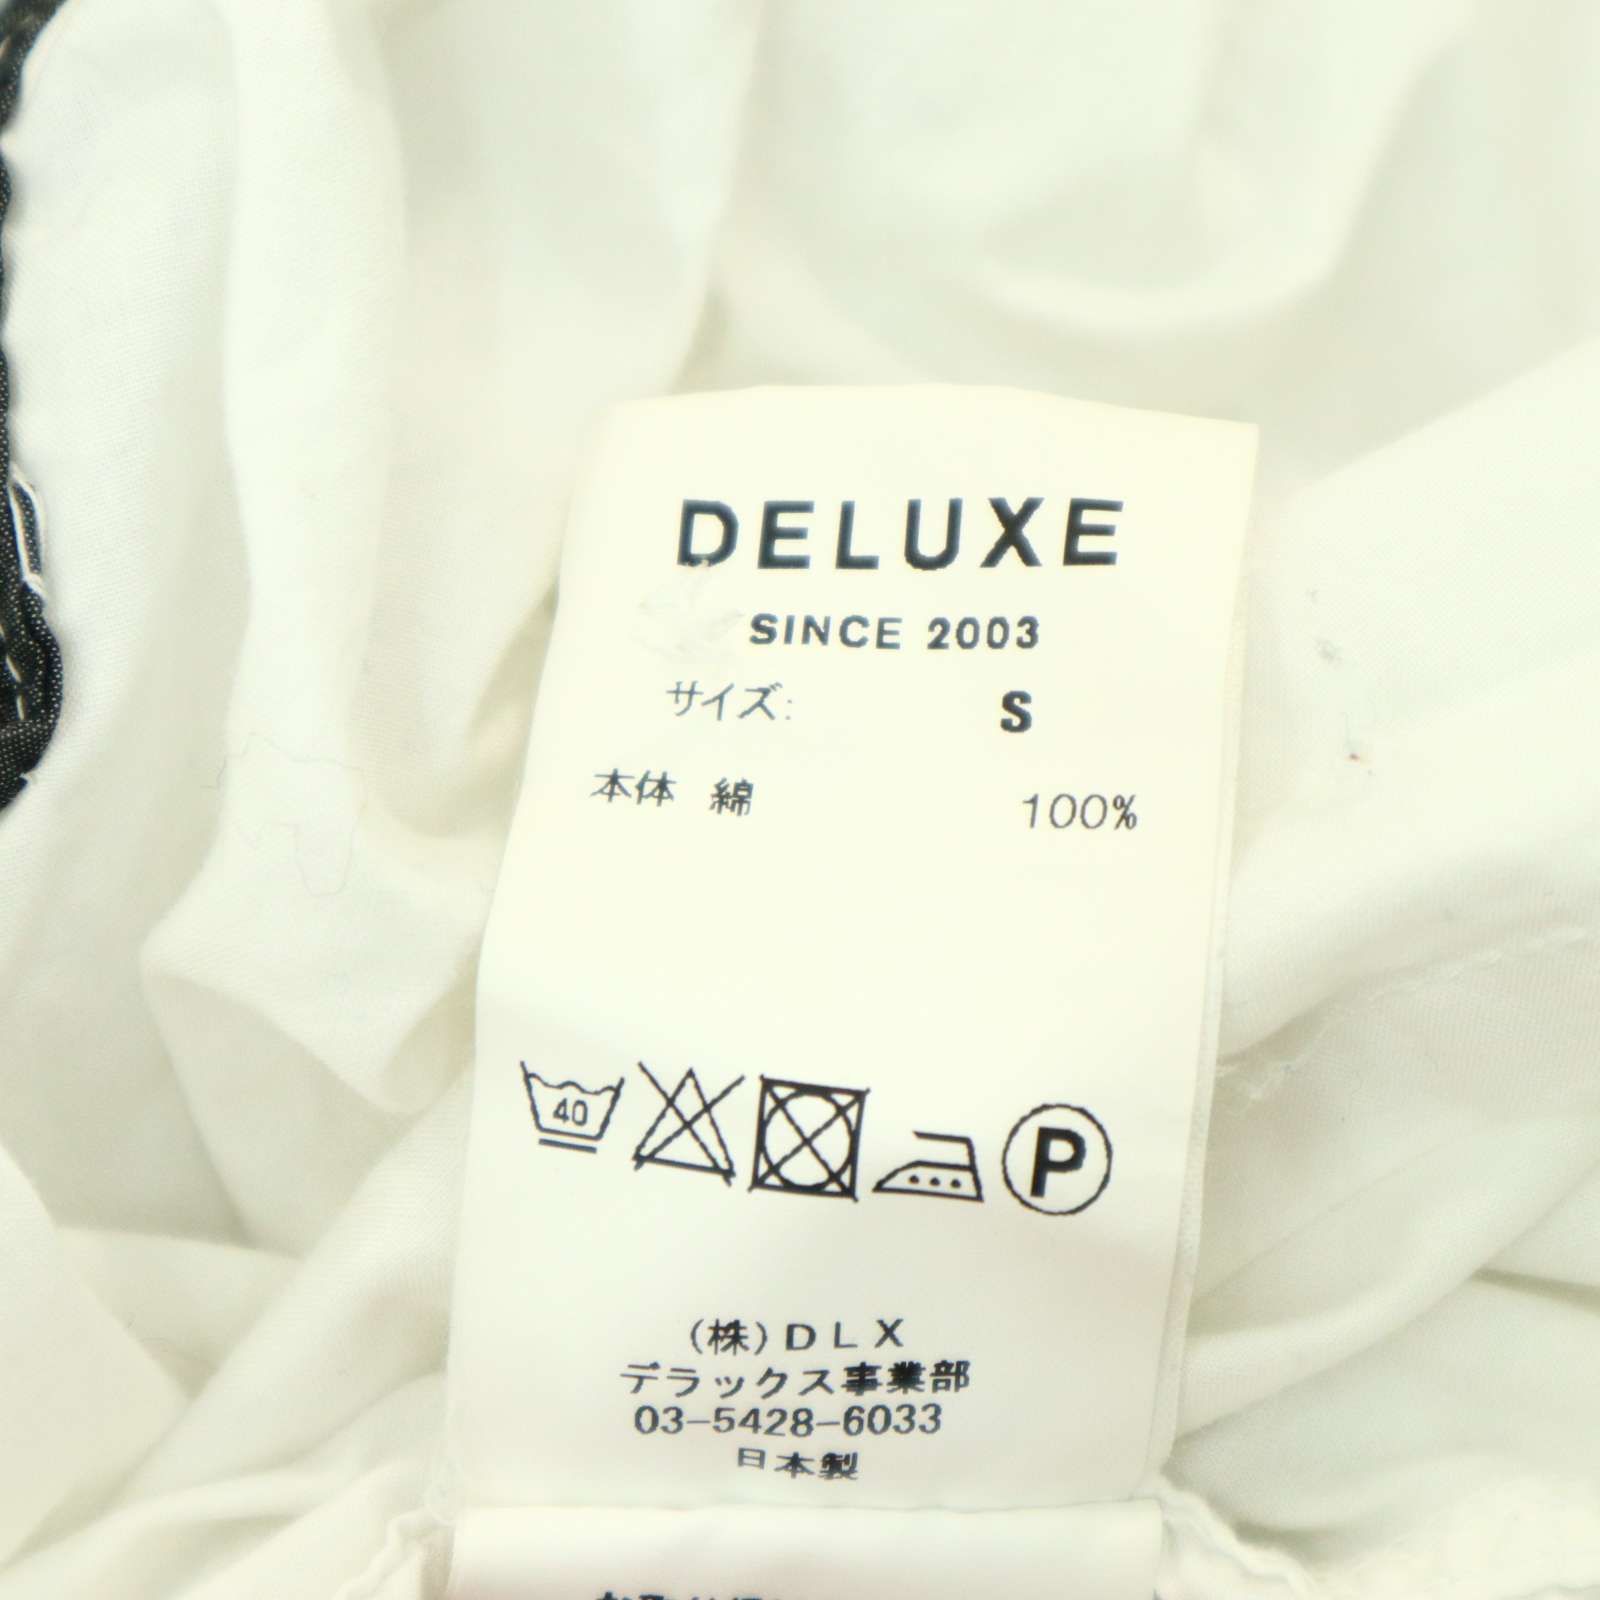 DELUXE
SINCE 2003
サイズ: S
本体 綿 100%
40
P
(株)DLX
デラックス事業部
03-5428-6033
日本製